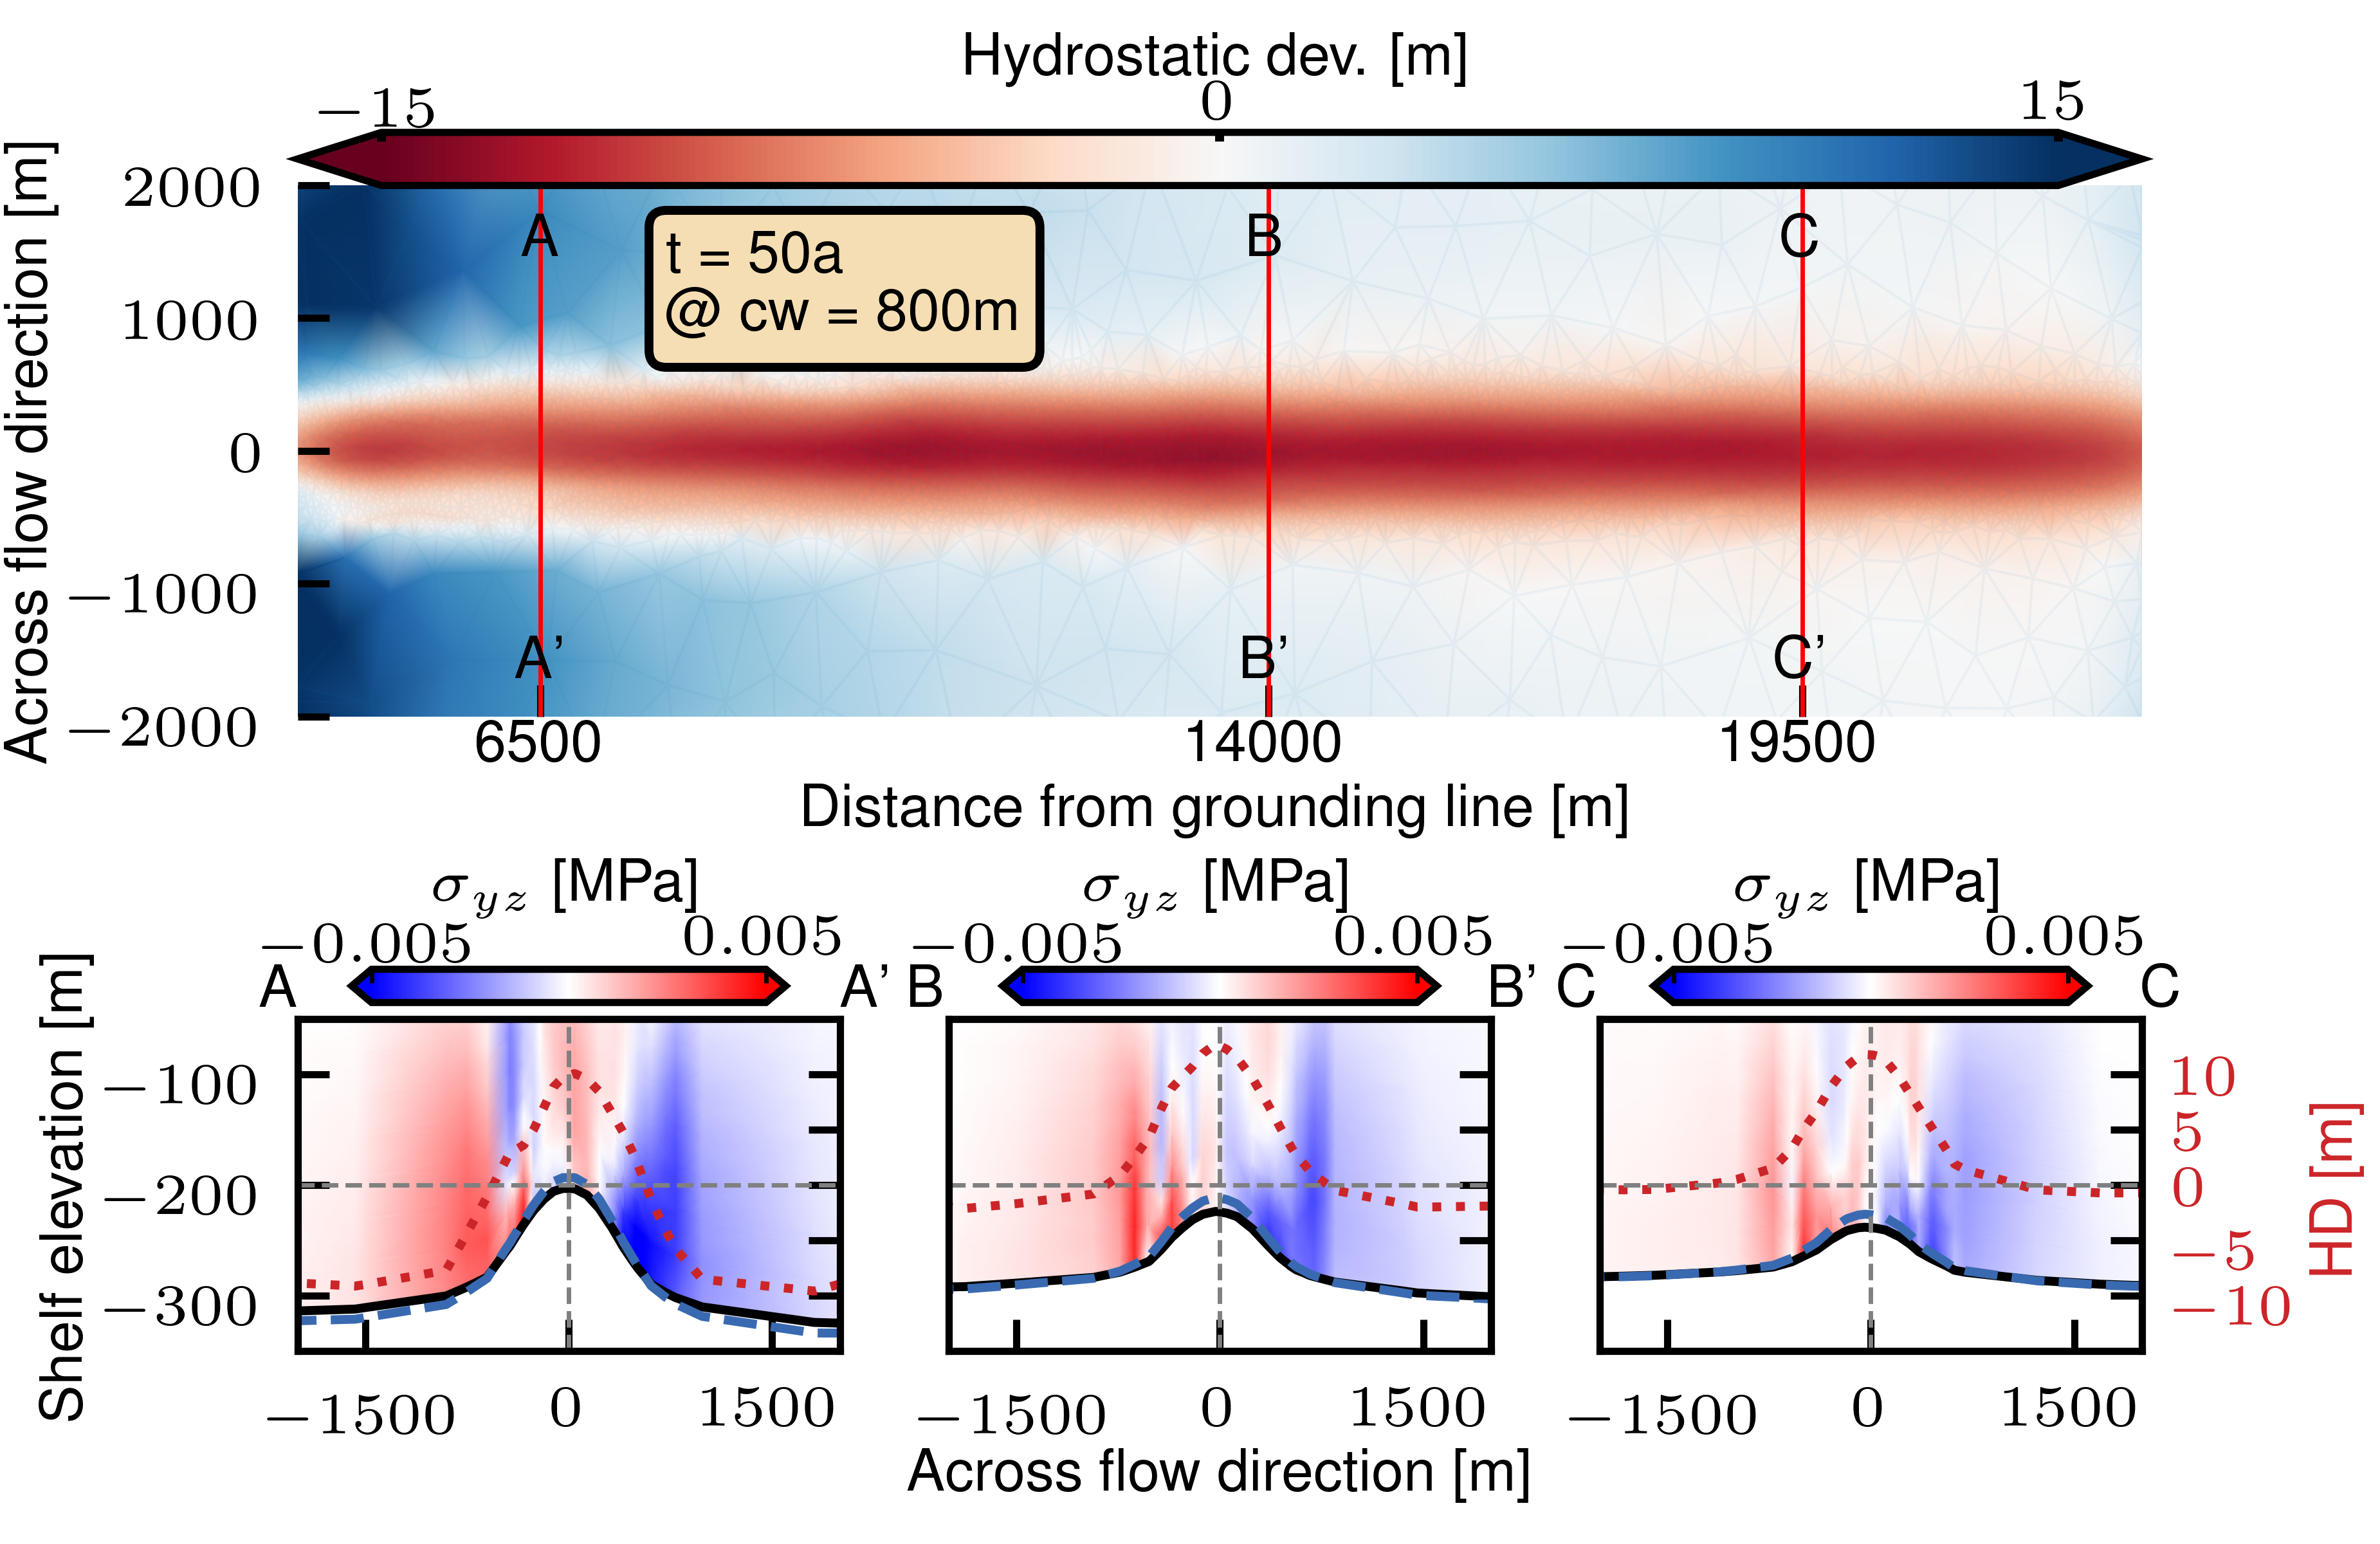 Hydrostatic dev. [m]
−15 0 15
Across flow direction [m]
2000
1000
0
−1000
−2000
A B C
t = 50a
@ cw = 800m
A' B' C'
6500 14000 19500
Distance from grounding line [m]
σyz [MPa] σyz [MPa] σyz [MPa]
−0.005 0.005 −0.005 0.005 −0.005 0.005
A A' B B' C C
Shelf elevation [m]
−100
−200
−300
10
5
0
−5
−10
HD [m]
−1500 0 1500 −1500 0 1500 −1500 0 1500
Across flow direction [m]